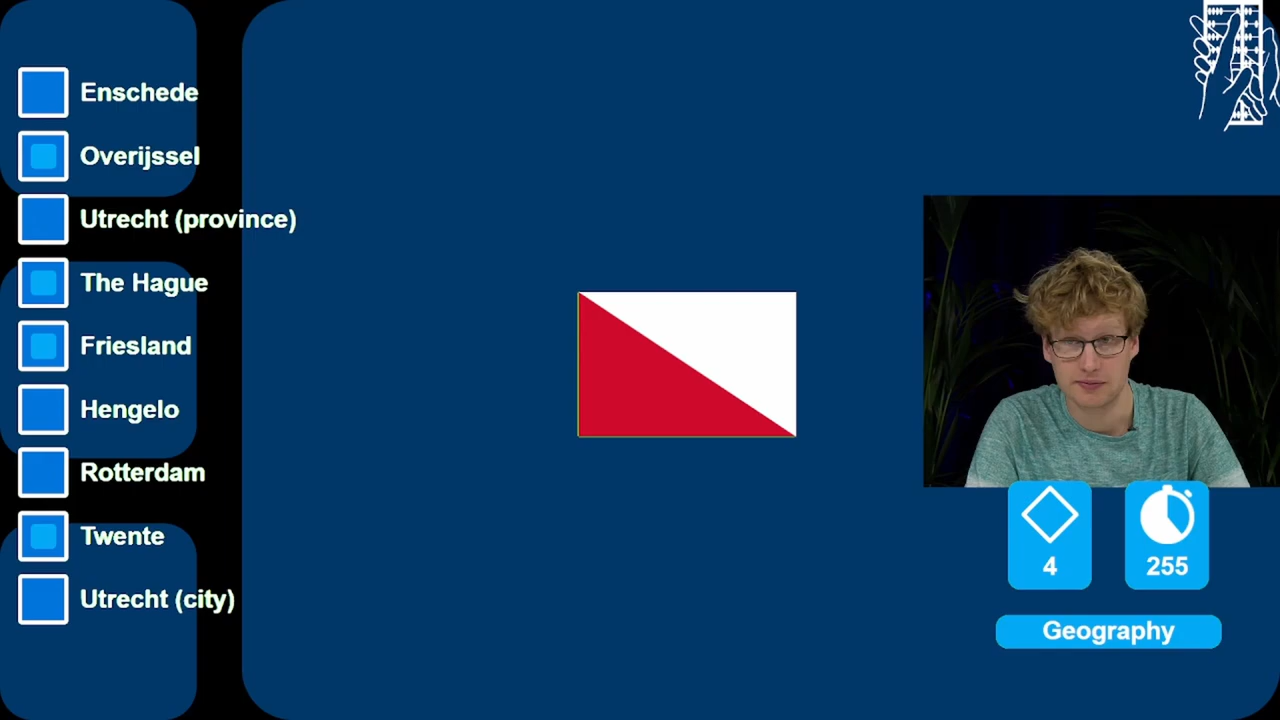 Enschede
Overijssel
Utrecht (province)
The Hague
Friesland
Hengelo
Rotterdam
Twente
Utrecht (city)
4
255
Geography